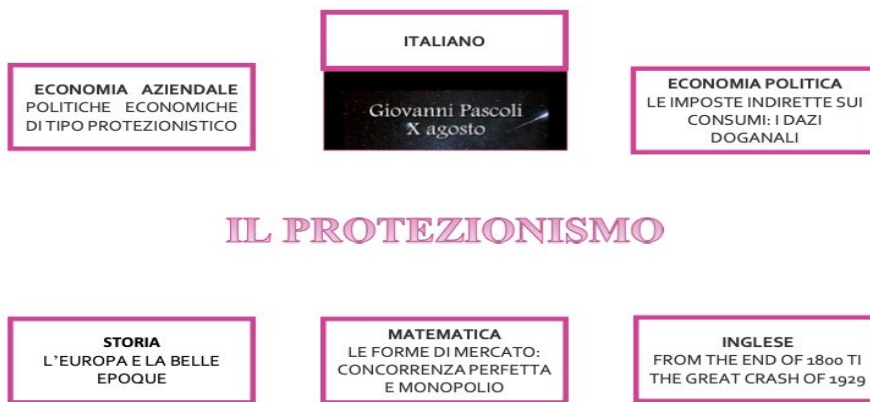 ITALIANO
ECONOMIA AZIENDALE
POLITICHE ECONOMICHE
DI TIPO PROTEZIONISTICO
Giovanni Pascoli
X agosto
ECONOMIA POLITICA
LE IMPOSTE INDIRETTE SUI
CONSUMI: I DAZI
DOGANALI
IL PROTEZIONISMO
STORIA
L'EUROPA E LA BELLE
EPOQUE
MATEMATICA
LE FORME DI MERCATO:
CONCORRENZA PERFETTA
E MONOPOLIO
INGLESE
FROM THE END OF 1800 TI
THE GREAT CRASH OF 1929